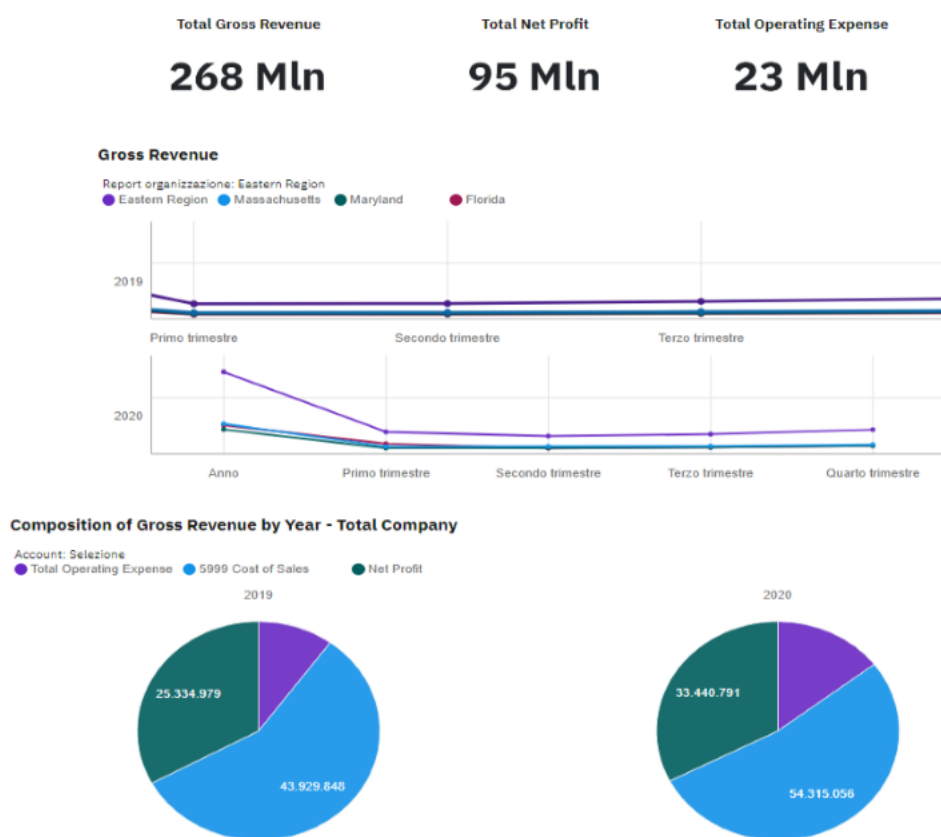 Total Gross Revenue Total Net Profit Total Operating Expense
268 Mln 95 Mln 23 Mln
Gross Revenue
Report organizzazione: Eastern Region
Eastern Region Massachusetts Maryland Florida
2019
Primo trimestre Secondo trimestre Terzo trimestre
2020
Anno Primo trimestre Secondo trimestre Terzo trimestre Quarto trimestre
Composition of Gross Revenue by Year - Total Company
Account: Selezione
Total Operating Expense 5999 Cost of Sales Net Profit
2019 2020
25.334.979 33.440.791
43.929.848 54.315.056